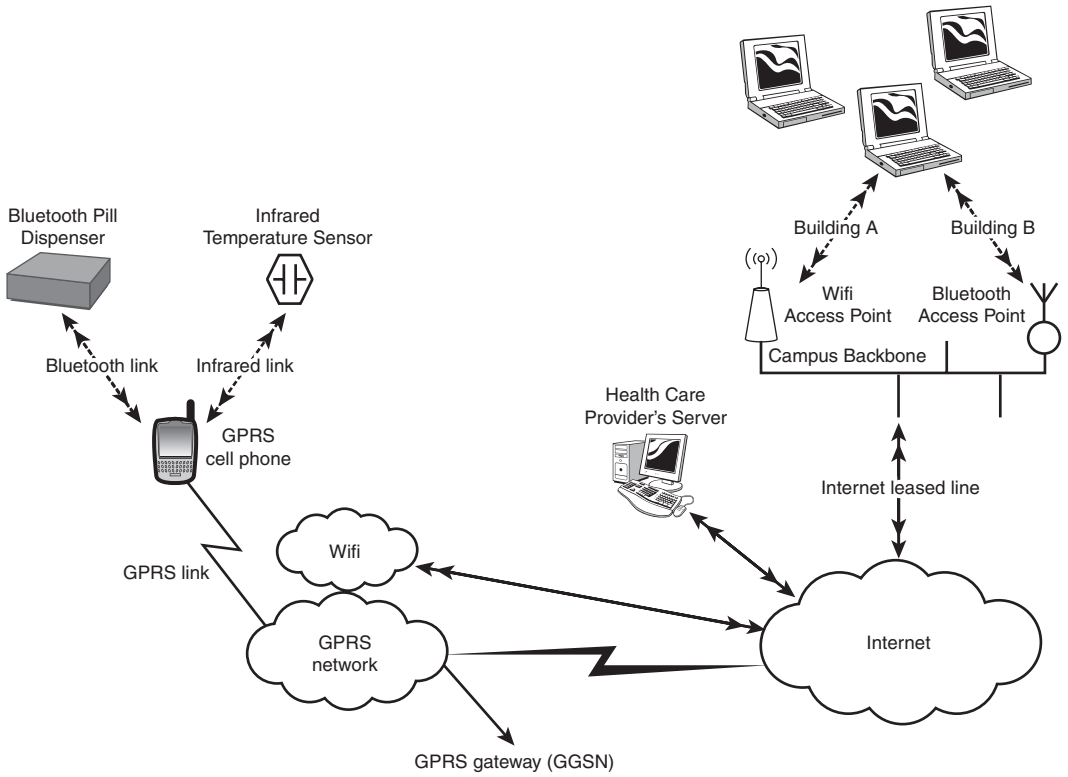 Building A
Building B
Bluetooth Pill
Dispenser
Infrared
Temperature Sensor
Wifi
Access Point
Bluetooth
Access Point
Campus Backbone
Bluetooth link
Infrared link
Health Care
Provider's Server
GPRS
cell phone
Internet leased line
Wifi
GPRS link
GPRS
network
Internet
GPRS gateway (GGSN)